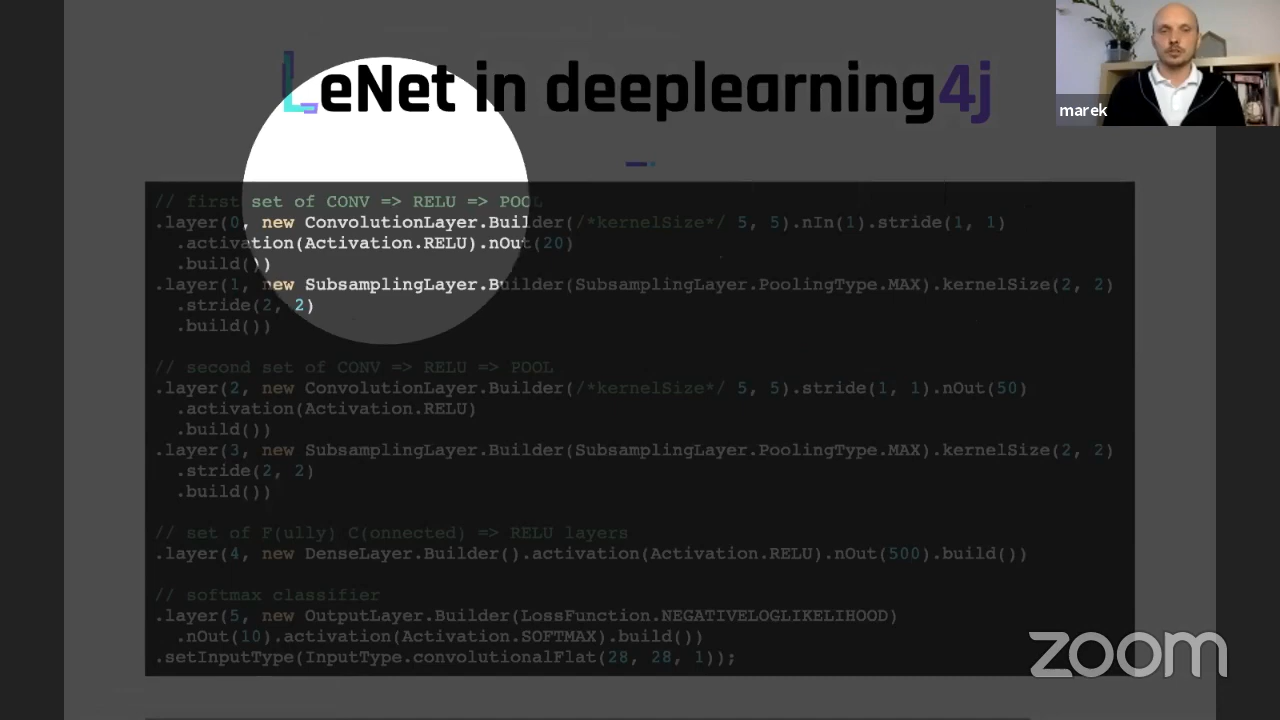 LeNet in deeplearning4j
marek
// first set of CONV => RELU => POOL
.layer(0, new ConvolutionLayer.Builder(/*kernelSize*/ 5, 5).nIn(1).stride(1, 1)
.activation(Activation.RELU).nOut(20)
.build())
.layer(1, new SubsamplingLayer.Builder(SubsamplingLayer.PoolingType.MAX).kernelSize(2, 2)
.stride(2, 2)
.build())
// second set of CONV => RELU => POOL
.layer(2, new ConvolutionLayer.Builder(/*kernelSize*/ 5, 5).stride(1, 1).nOut(50)
.activation(Activation.RELU)
.build())
.layer(3, new SubsamplingLayer.Builder(SubsamplingLayer.PoolingType.MAX).kernelSize(2, 2)
.stride(2, 2)
.build())
// set of F(ully) C(onnected) => RELU layers
.layer(4, new DenseLayer.Builder().activation(Activation.RELU).nOut(500).build())
// softmax classifier
.layer(5, new OutputLayer.Builder(LossFunction.NEGATIVELOGLIKELIHOOD)
.nOut(10).activation(Activation.SOFTMAX).build())
.setInputType(InputType.convolutionalFlat(28, 28, 1));
zoom